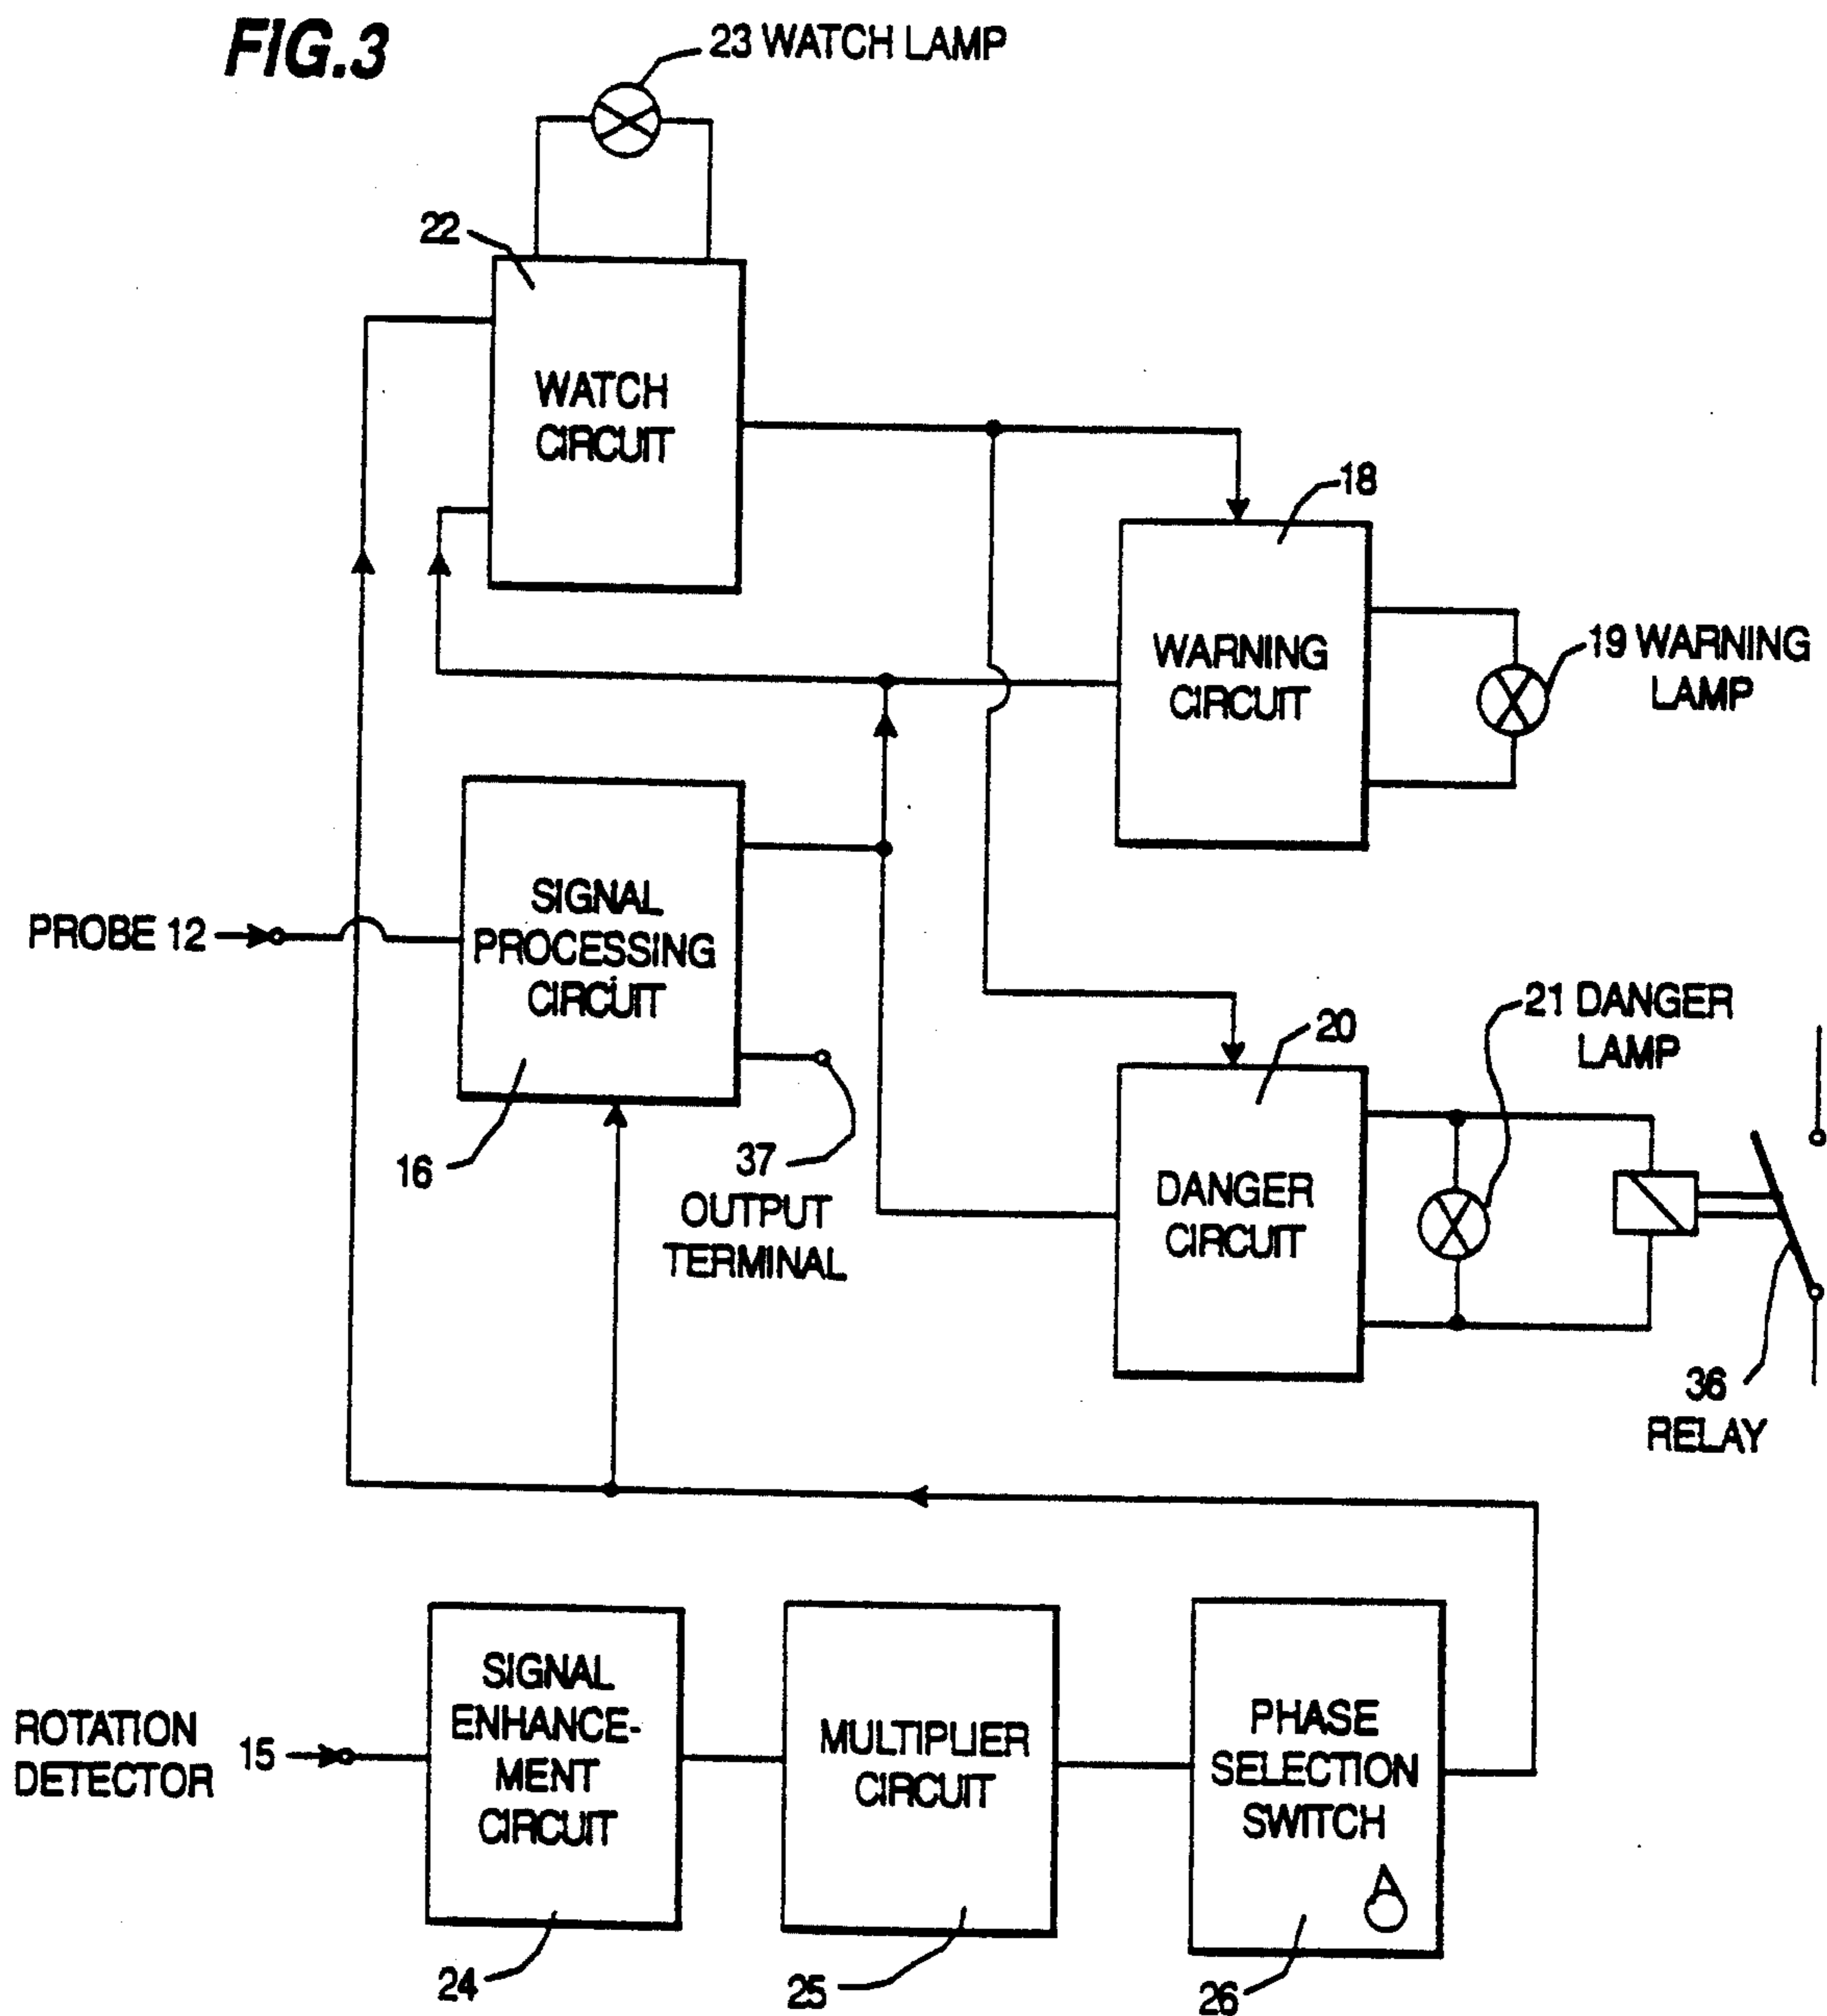 FIG.3
23 WATCH LAMP
22
WATCH
CIRCUIT
18
WARNING
CIRCUIT
19 WARNING
LAMP
PROBE 12
SIGNAL
PROCESSING
CIRCUIT
16
37
OUTPUT
TERMINAL
20
21 DANGER
LAMP
DANGER
CIRCUIT
36
RELAY
ROTATION
DETECTOR 15
SIGNAL
ENHANCE-
MENT
CIRCUIT
24
MULTIPLIER
CIRCUIT
25
PHASE
SELECTION
SWITCH
26